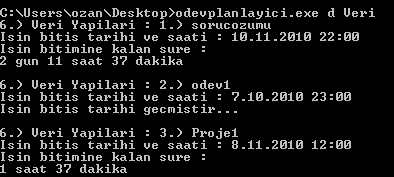 C:\Users\ozan\Desktop>odevplanlayici.exe d Veri
6.) Veri Yapilari : 1.) sorucozumu
Isin bitis tarihi ve saati : 10.11.2010 22:00
Isin bitimine kalan sure :
2 gun 11 saat 37 dakika
6.) Veri Yapilari : 2.) odev1
Isin bitis tarihi ve saati : 7.10.2010 23:00
Isin bitis tarihi gecmistir...
6.) Veri Yapilari : 3.) Proje1
Isin bitis tarihi ve saati : 8.11.2010 12:00
Isin bitimine kalan sure :
1 saat 37 dakika